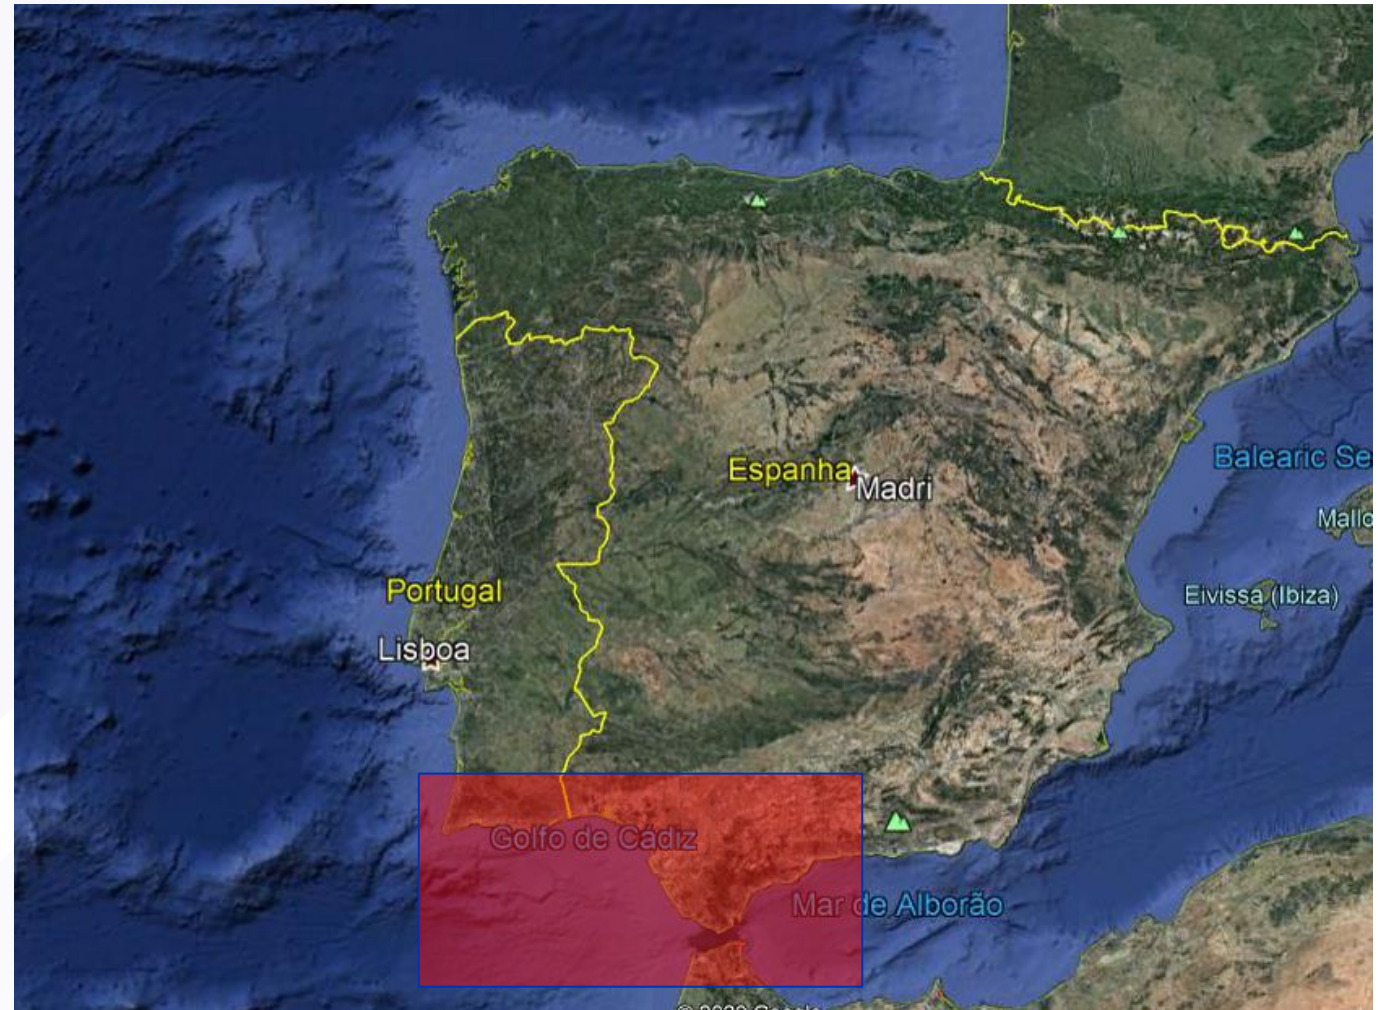 Espanha
Madri
Balearic Se
Mallo
Eivissa (Ibiza)
Portugal
Lisboa
Golfo de Cádiz
Mar de Alborão